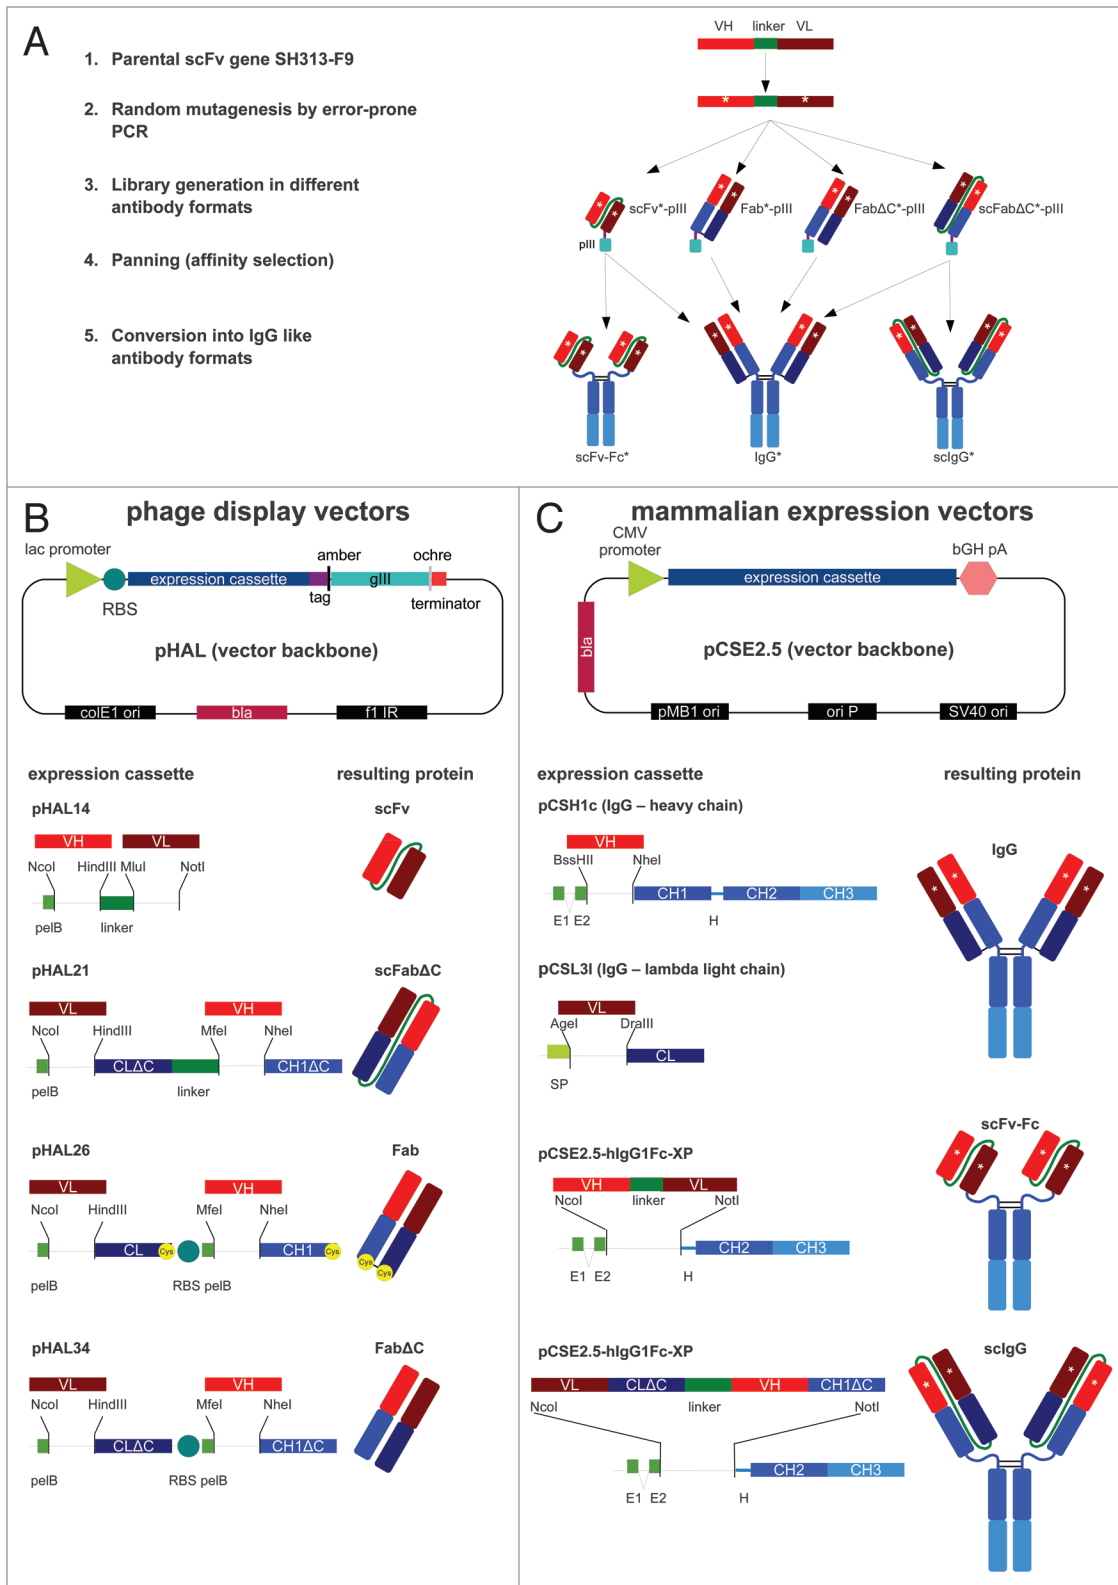 A
1. Parental scFv gene SH313-F9
2. Random mutagenesis by error-prone
PCR
3. Library generation in different
antibody formats
4. Panning (affinity selection)
5. Conversion into IgG like
antibody formats
VH linker VL
* *
scFv*-pIII Fab*-pIII FabΔC*-pIII scFabΔC*-pIII
pIII
scFv-Fc* IgG* scIgG*
B phage display vectors
lac promoter
amber ochre
expression cassette gIII
tag
terminator
RBS
pHAL (vector backbone)
colE1 ori bla f1 IR
expression cassette resulting protein
pHAL14 scFv
VH VL
NcoI HindIII MluI NotI
pelB linker
pHAL21 scFabΔC
VL VH
NcoI HindIII MfeI NheI
CLΔC CH1ΔC
pelB linker
pHAL26 Fab
VL VH
NcoI HindIII MfeI NheI
CL Cys CH1 Cys
Cys
Cys
pelB RBS pelB
pHAL34 FabΔC
VL VH
NcoI HindIII MfeI NheI
CLΔC CH1ΔC
pelB RBS pelB
C mammalian expression vectors
CMV
promoter
bGH pA
expression cassette
bla
pCSE2.5 (vector backbone)
pMB1 ori ori P SV40 ori
expression cassette resulting protein
pCSH1c (IgG – heavy chain)
VH
BssHII NheI
CH1 CH2 CH3
E1 E2 H
IgG
* * * *
pCSL3l (IgG – lambda light chain)
VL
AgeI DraIII
CL
SP
pCSE2.5-hIgG1Fc-XP
scFv-Fc
* * * *
VH VL
NcoI linker NotI
CH2 CH3
E1 E2 H
pCSE2.5-hIgG1Fc-XP
scIgG
* * * *
VL CLΔC VH CH1ΔC
NcoI linker NotI
CH2 CH3
E1 E2 H